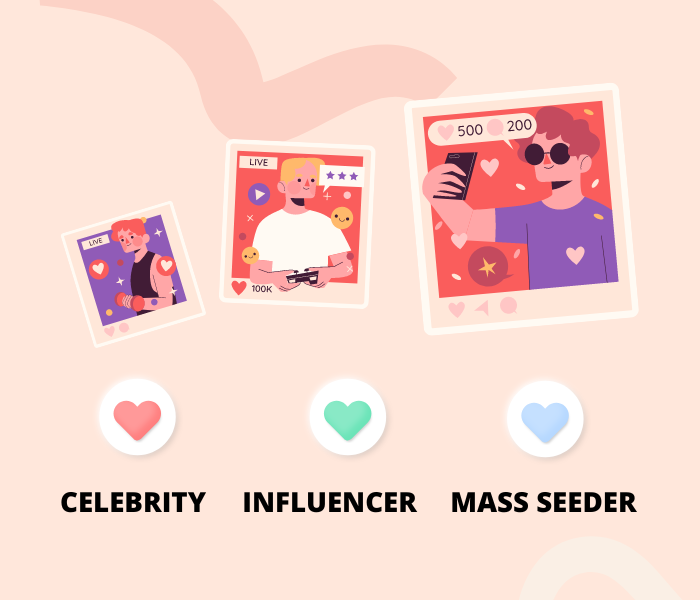 500 200
LIVE
LIVE
100K
CELEBRITY INFLUENCER MASS SEEDER